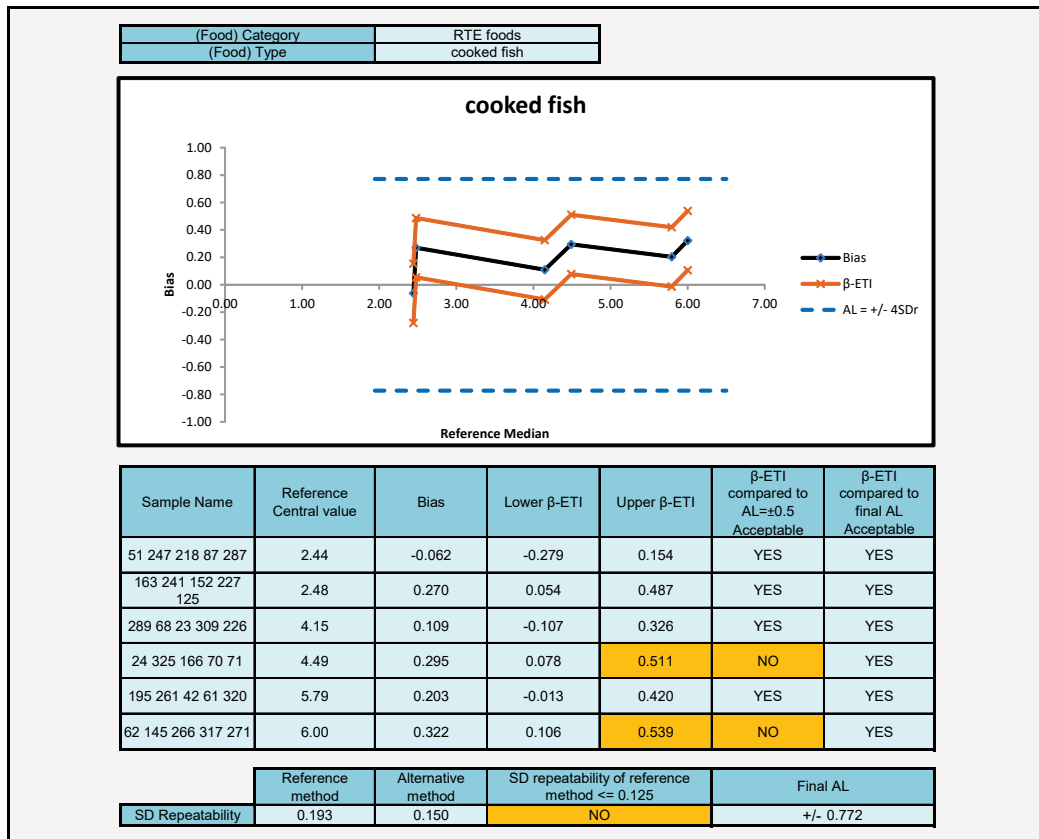 (Food) Category RTE foods
(Food) Type cooked fish
cooked fish
1.00
0.80
0.60
0.40
0.20
0.00
-0.20
-0.40
-0.60
-0.80
-1.00
Bias
0.00 1.00 2.00 3.00 4.00 5.00 6.00 7.00
Reference Median
Bias
β-ETI
AL = +/- 4SDr
Sample Name Reference Central value Bias Lower β-ETI Upper β-ETI β-ETI compared to AL=±0.5 Acceptable β-ETI compared to final AL Acceptable
51 247 218 87 287 2.44 -0.062 -0.279 0.154 YES YES
163 241 152 227 125 2.48 0.270 0.054 0.487 YES YES
289 68 23 309 226 4.15 0.109 -0.107 0.326 YES YES
24 325 166 70 71 4.49 0.295 0.078 0.511 NO YES
195 261 42 61 320 5.79 0.203 -0.013 0.420 YES YES
62 145 266 317 271 6.00 0.322 0.106 0.539 NO YES
Reference method Alternative method SD repeatability of reference method <= 0.125 Final AL
SD Repeatability 0.193 0.150 NO +/- 0.772